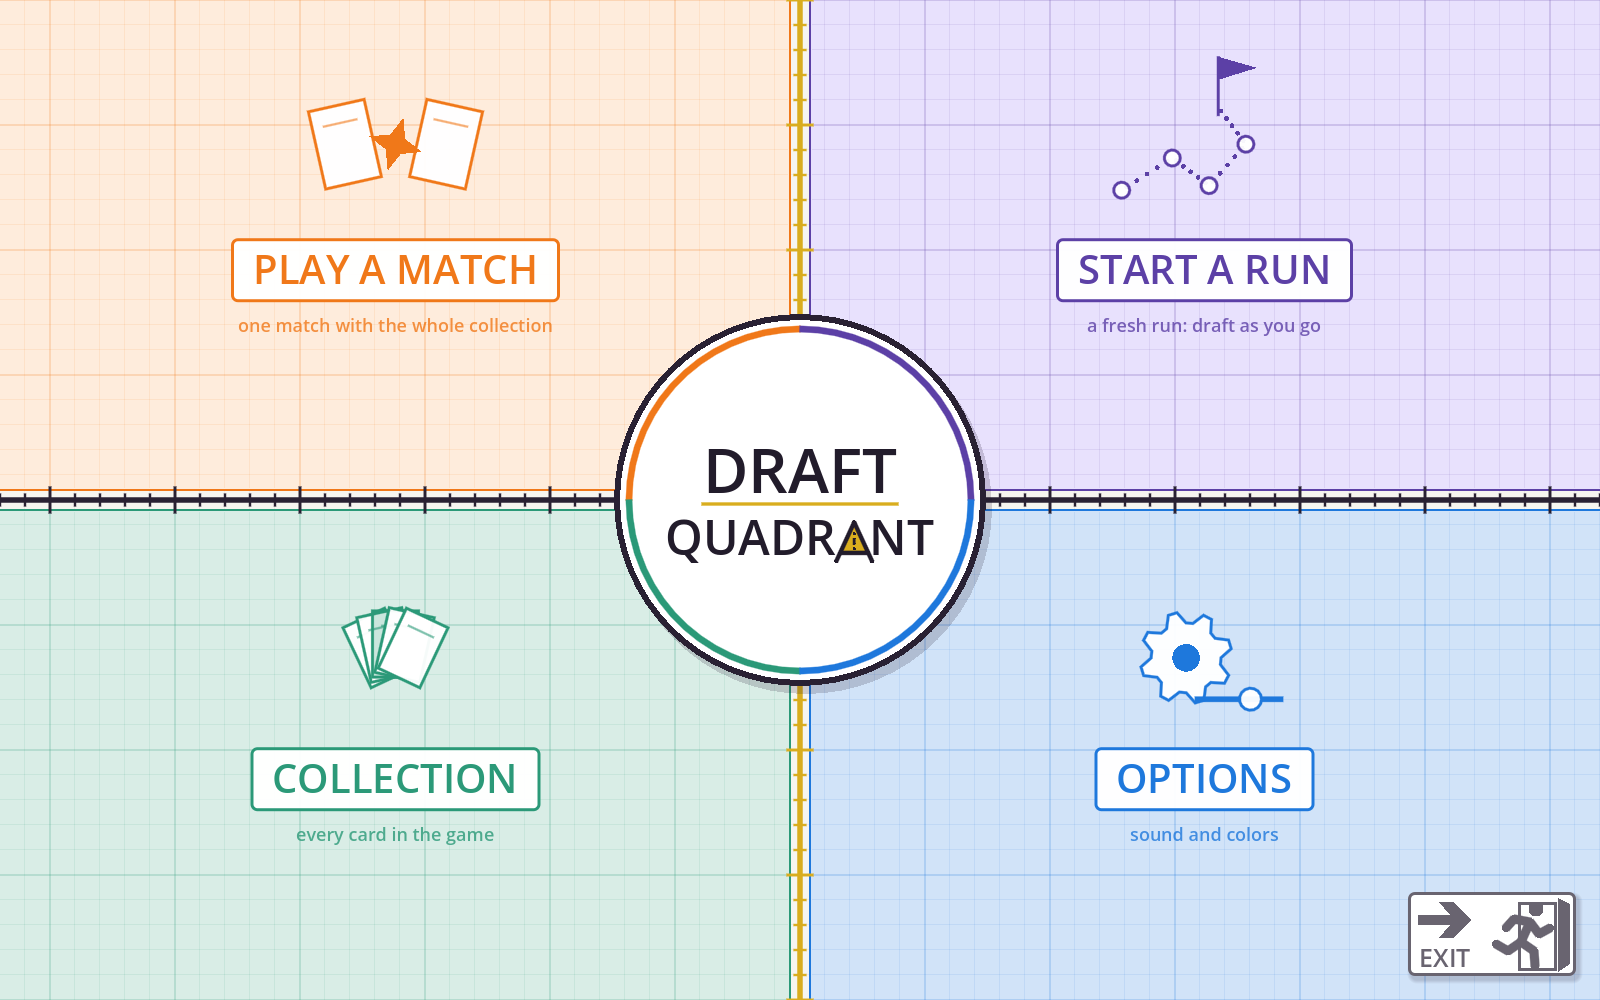 PLAY A MATCH
one match with the whole collection
START A RUN
a fresh run: draft as you go
DRAFT
QUADRANT
COLLECTION
every card in the game
OPTIONS
sound and colors
EXIT